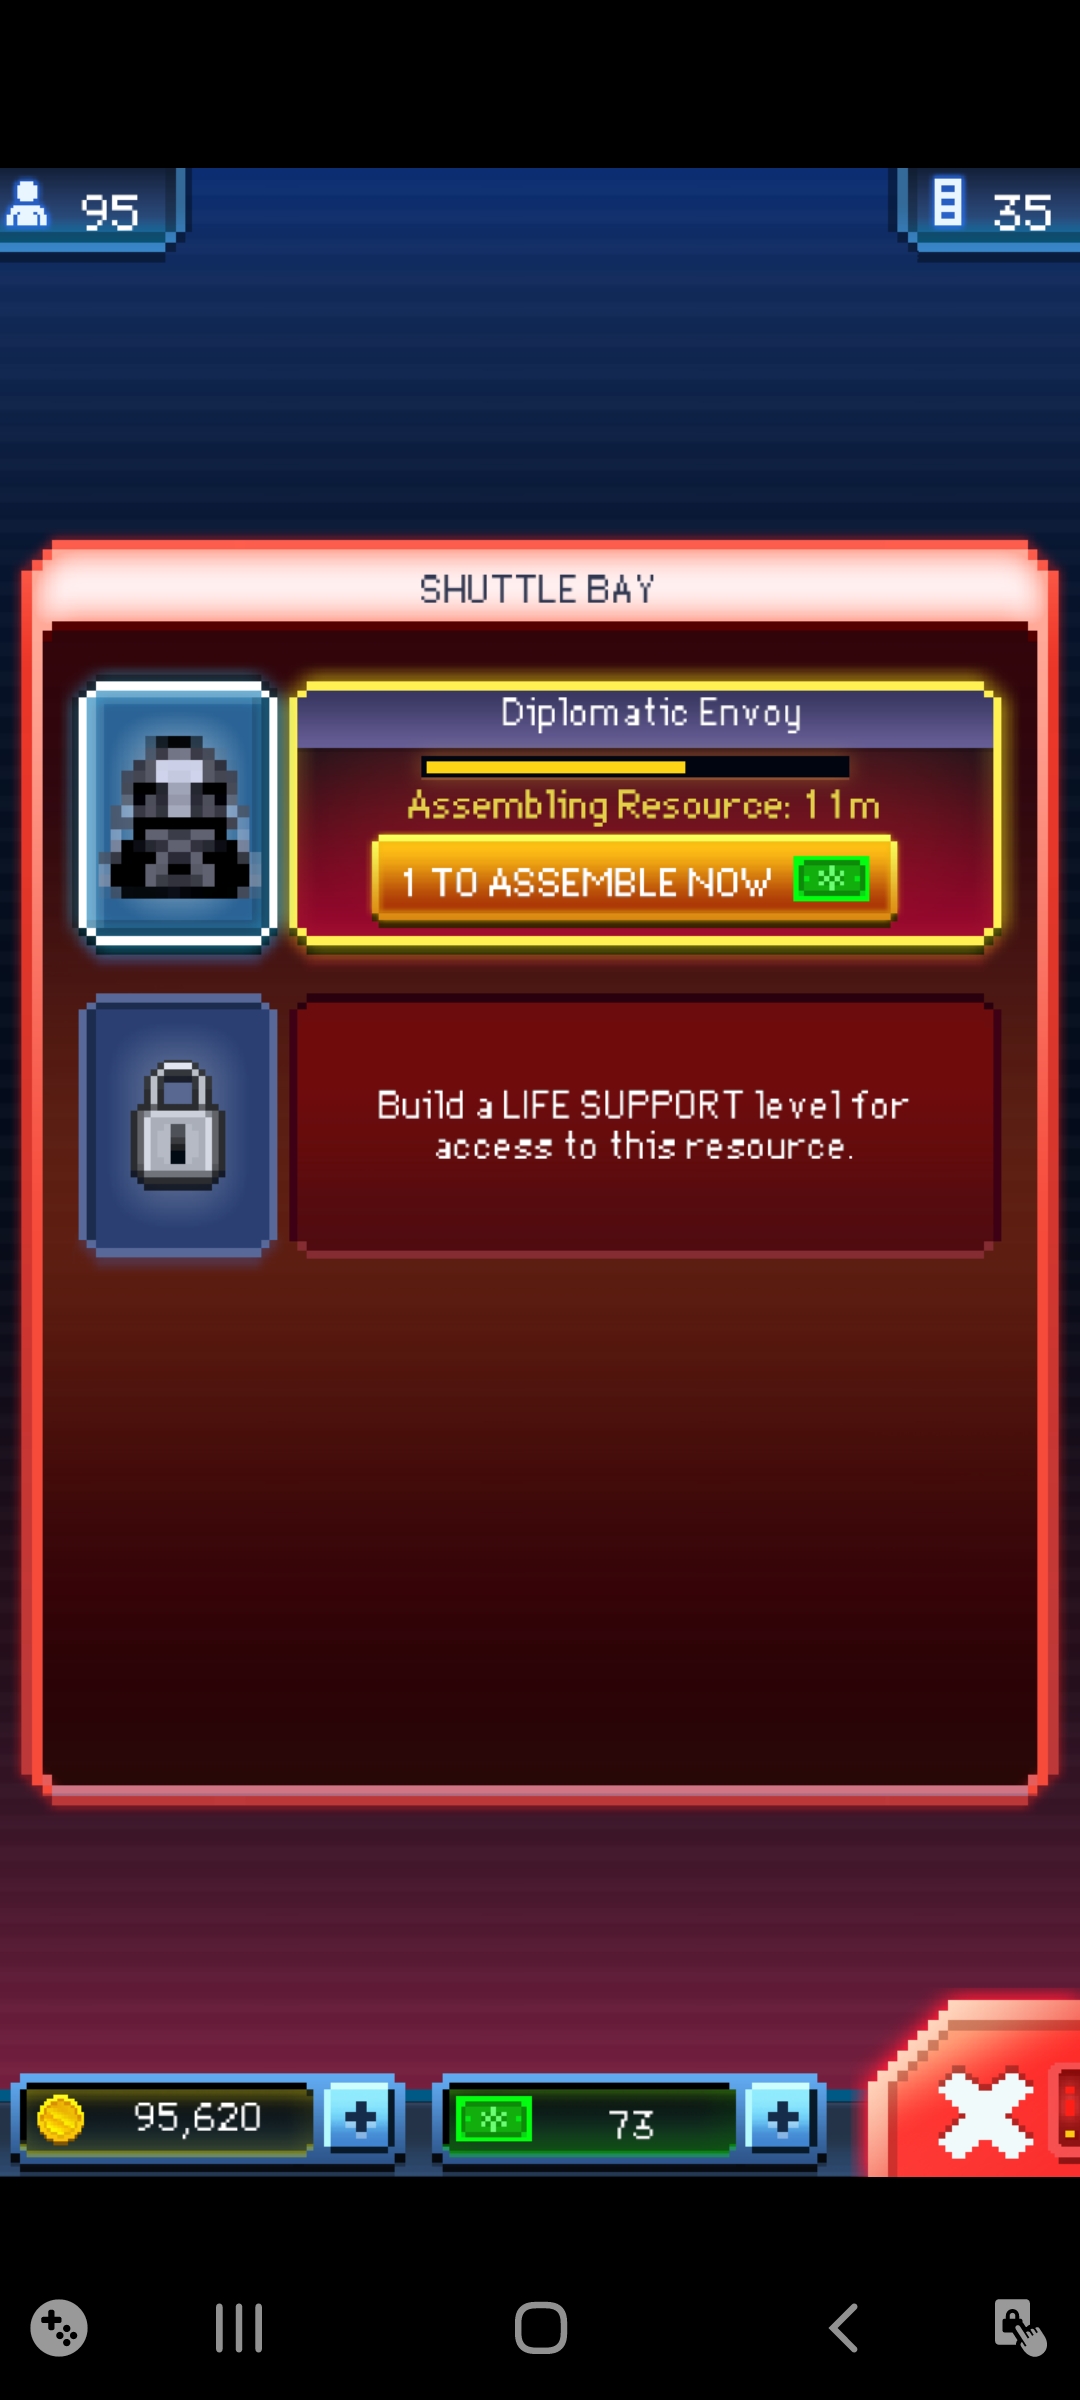 95
35
SHUTTLE BAY
Diplomatic Envoy
Assembling Resource: 11m
1 TO ASSEMBLE NOW
Build a LIFE SUPPORT level for
access to this resource.
95,620
73